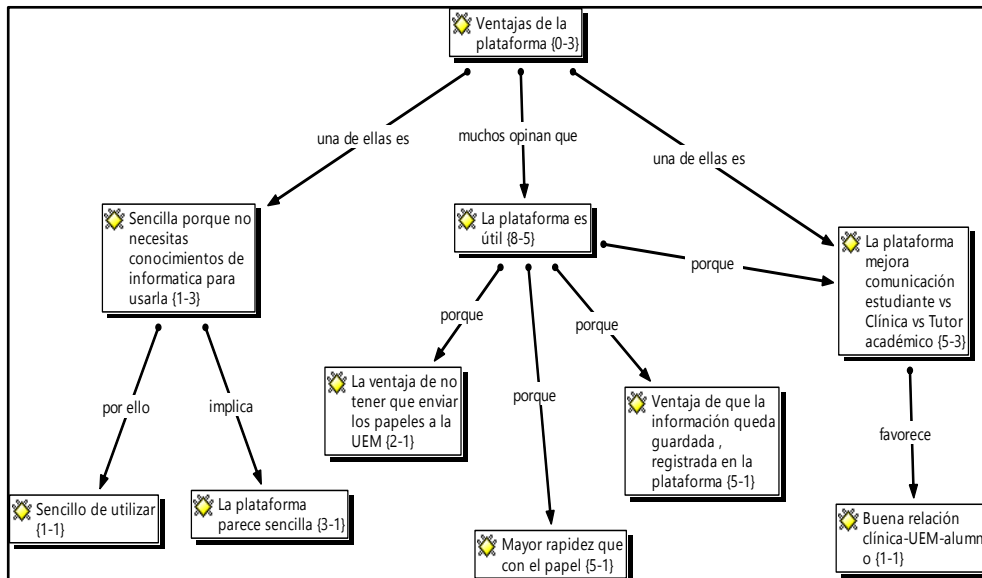 Ventajas de la
plataforma {0-3}
una de ellas es
muchos opinan que
una de ellas es
Sencilla porque no
necesitas
conocimientos de
informatica para
usarla {1-3}
La plataforma es
útil {8-5}
La plataforma
mejora
comunicación
estudiante vs
Clínica vs Tutor
académico {5-3}
porque
por ello
implica
porque
porque
porque
favorece
La ventaja de no
tener que enviar
los papeles a la
UEM {2-1}
Ventaja de que la
información queda
guardada ,
registrada en la
plataforma {5-1}
Sencillo de utilizar
{1-1}
La plataforma
parece sencilla {3-1}
Mayor rapidez que
con el papel {5-1}
Buena relación
clínica-UEM-alumn
o {1-1}